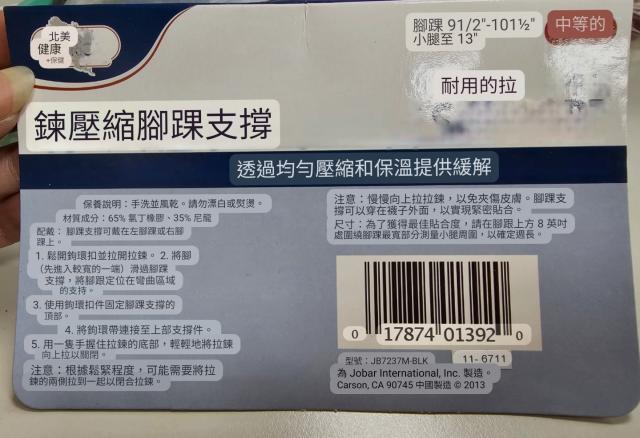 北美
健康
+保健
腳踝 91/2"-101½"
小腿至 13"
中等的
耐用的拉
鍊壓縮腳踝支撐
透過均勻壓縮和保溫提供緩解
保養說明：手洗並風乾。請勿漂白或熨燙。
材質成分：65% 氯丁橡膠、35% 尼龍
配戴： 腳踝支撐可戴在左腳踝或右腳
踝上。
1. 鬆開鉤環扣並拉開拉鍊。2. 將腳
（先進入較寬的一端）滑過腳踝
支撐，將腳跟定位在彎曲區域
的支持。
3. 使用鉤環扣件固定腳踝支撐的
頂部。
4. 將鉤環帶連接至上部支撐件。
5. 用一隻手握住拉鍊的底部，輕輕地將拉鍊
向上拉以關閉。
注意：根據鬆緊程度，可能需要將拉
鍊的兩側拉到一起以閉合拉鍊。
注意：慢慢向上拉拉鍊，以免夾傷皮膚。腳踝支
撐可以穿在襪子外面，以實現緊密貼合。
尺寸：為了獲得最佳貼合度，請在腳跟上方 8 英吋
處圍繞腳踝最寬部分測量小腿周圍，以確定週長。
0 17874 01392 0
型號：JB7237M-BLK 11- 6711
為 Jobar International, Inc. 製造。
Carson, CA 90745 中國製造 © 2013